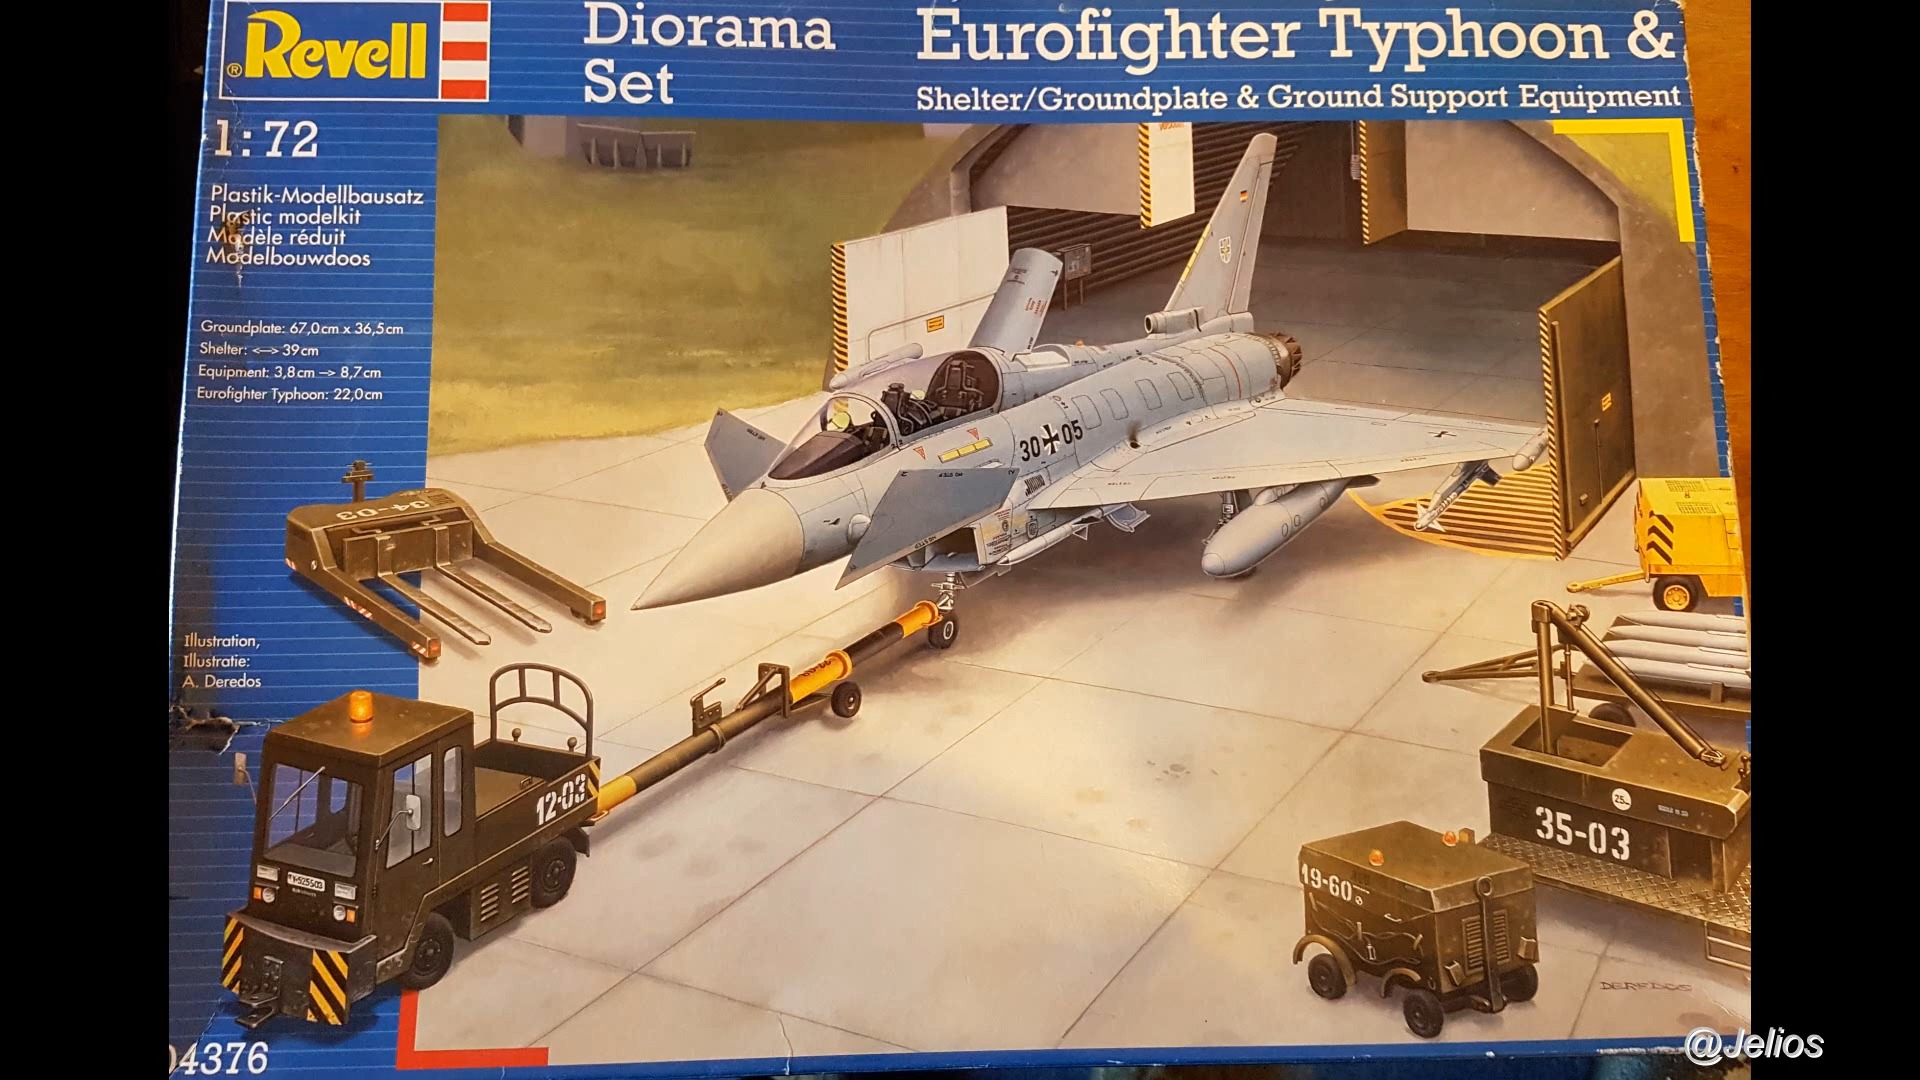 Revell
®
Diorama
Set
Eurofighter Typhoon &
Shelter/Groundplate & Ground Support Equipment
1:72
Plastik-Modellbausatz
Plastic modelkit
Modèle réduit
Modelbouwdoos
Groundplate: 67,0cm x 36,5cm
Shelter: <—> 39cm
Equipment: 3,8cm —> 8,7cm
Eurofighter Typhoon: 22,0cm
30 05
34-03
Illustration,
Illustratie:
A. Deredos
12-03
Y-525503
25
35-03
19-60
DEREDOS
04376
@Jelios